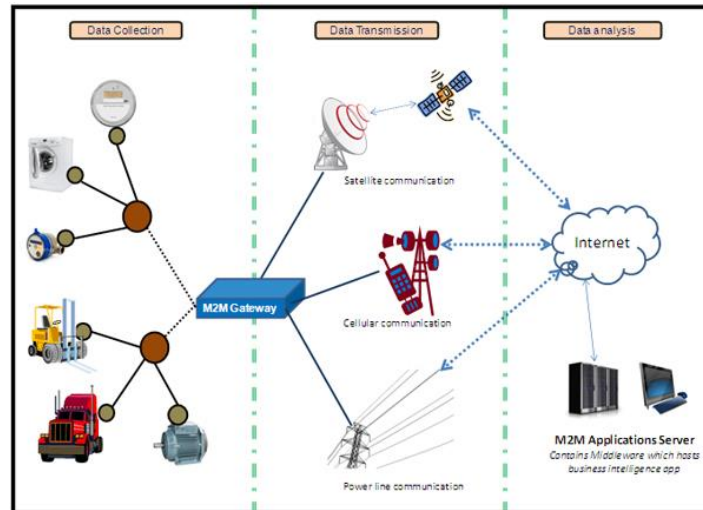 Data Collection
Data Transmission
Data analysis
Satellite communication
Internet
M2M Gateway
Cellular communication
M2M Applications Server
Contains Middleware which hosts
business intelligence app
Power line communication